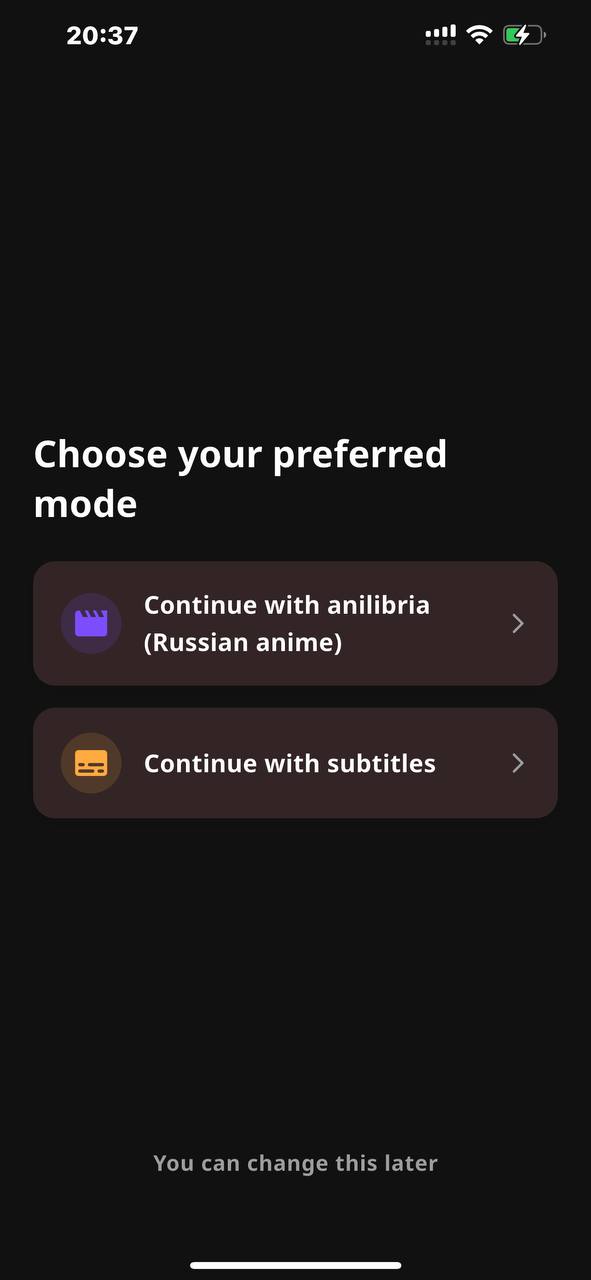 20:37
Choose your preferred
mode
Continue with anilibria
(Russian anime)
Continue with subtitles
You can change this later